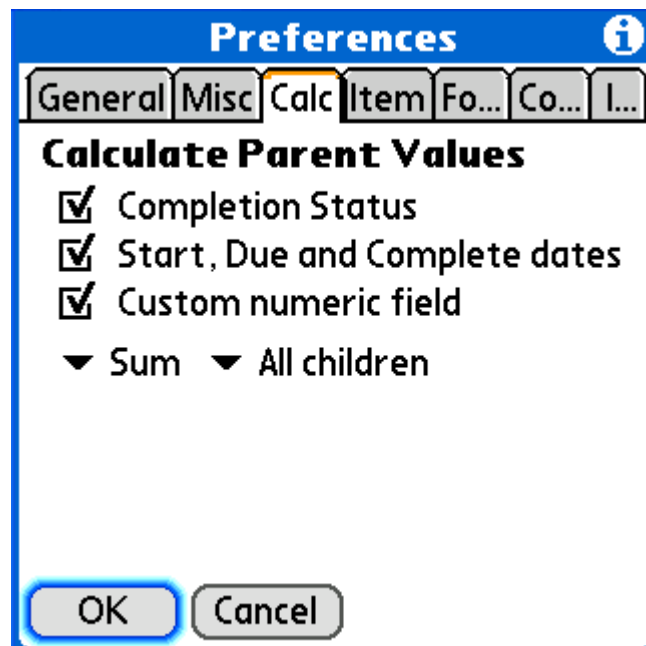 Preferences
General Misc Calc Item Fo... Co... I...
Calculate Parent Values
Completion Status
Start, Due and Complete dates
Custom numeric field
Sum All children
OK Cancel